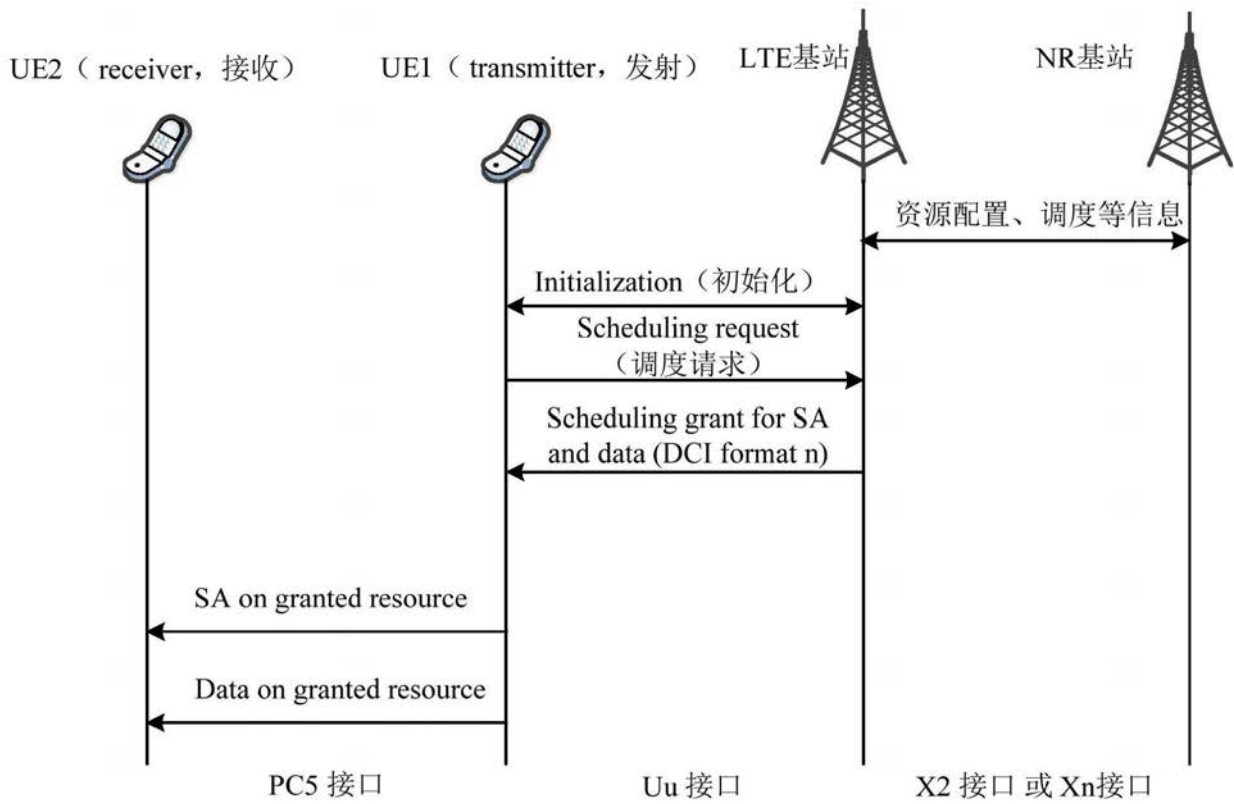 UE2（ receiver，接收）
UE1（ transmitter，发射）
LTE基站
NR基站
资源配置、调度等信息
Initialization（初始化）
Scheduling request
（调度请求）
Scheduling grant for SA
and data (DCI format n)
SA on granted resource
Data on granted resource
PC5 接口
Uu 接口
X2 接口 或 Xn接口